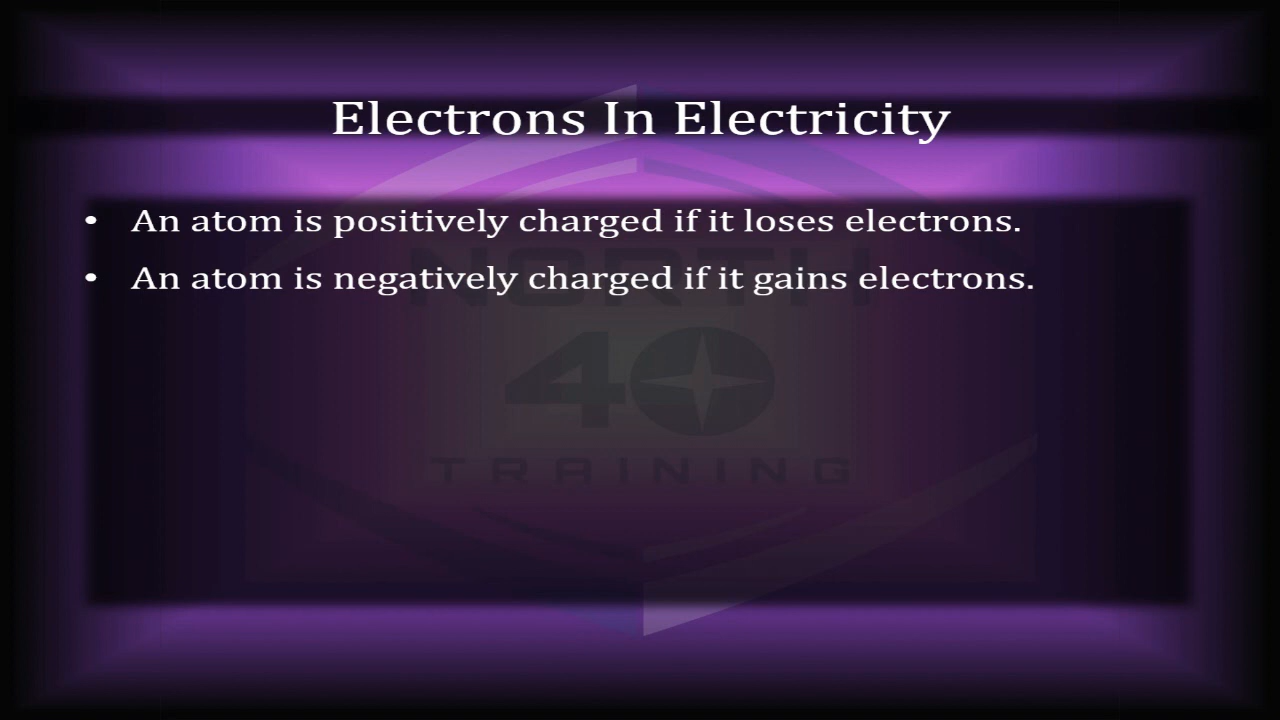 Electrons In Electricity
• An atom is positively charged if it loses electrons.
• An atom is negatively charged if it gains electrons.
NORTH
40
TRAINING